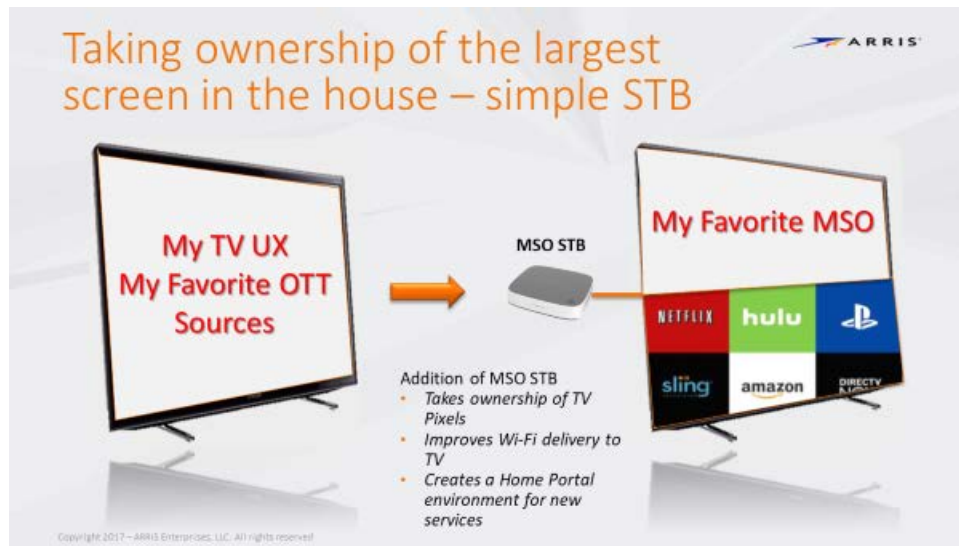 Taking ownership of the largest
screen in the house – simple STB
ARRIS
My TV UX
My Favorite OTT
Sources
MSO STB
My Favorite MSO
NETFLIX hulu
sling amazon DIRECTV
Addition of MSO STB
• Takes ownership of TV
Pixels
• Improves Wi-Fi delivery to
TV
• Creates a Home Portal
environment for new
services
Copyright 2017 – ARRIS Enterprises, LLC. All rights reserved